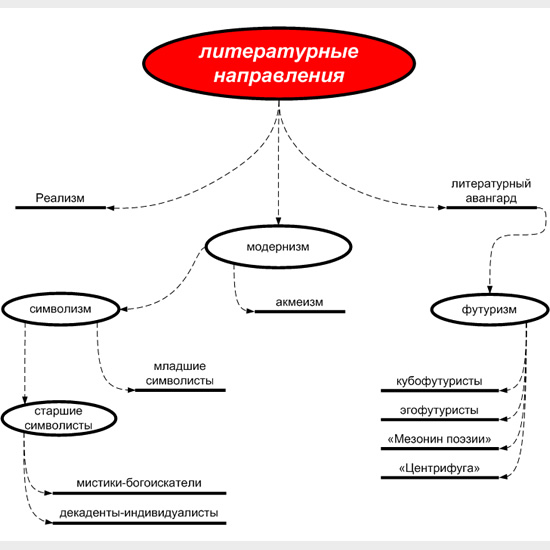 литературные
направления
Реализм
литературный
авангард
модернизм
акмеизм
символизм
футуризм
младшие
символисты
старшие
символисты
кубофутуристы
эгофутуристы
«Мезонин поэзии»
«Центрифуга»
мистики-богоискатели
декаденты-индивидуалисты